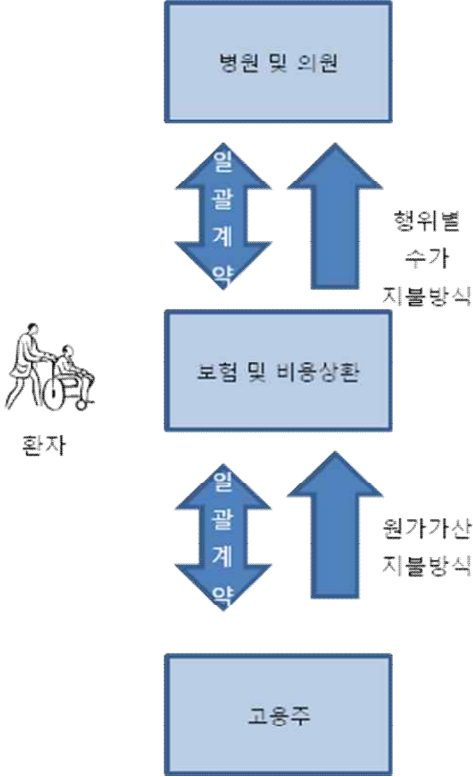 병원 및 의원
일
괄
계
약
행위별
수가
지불방식
보험 및 비용상환
환자
일
괄
계
약
원가가산
지불방식
고용주